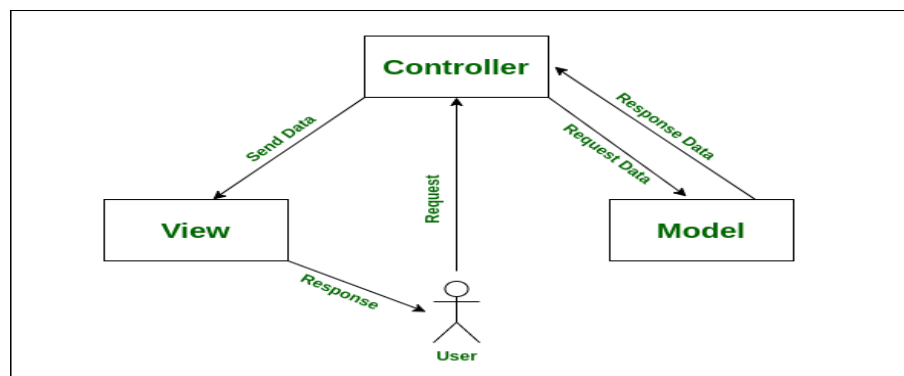 Controller
Send Data
Request
Request Data
Response Data
View
Model
Response
User